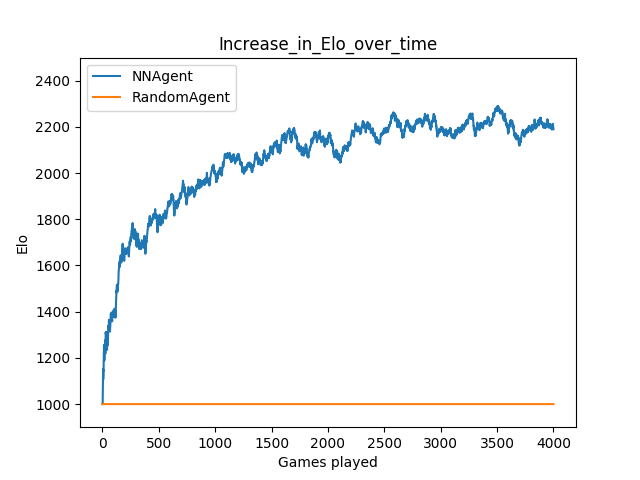 Increase_in_Elo_over_time
NNAgent
RandomAgent
2400
2200
2000
1800
1600
1400
1200
1000
Elo
0 500 1000 1500 2000 2500 3000 3500 4000
Games played